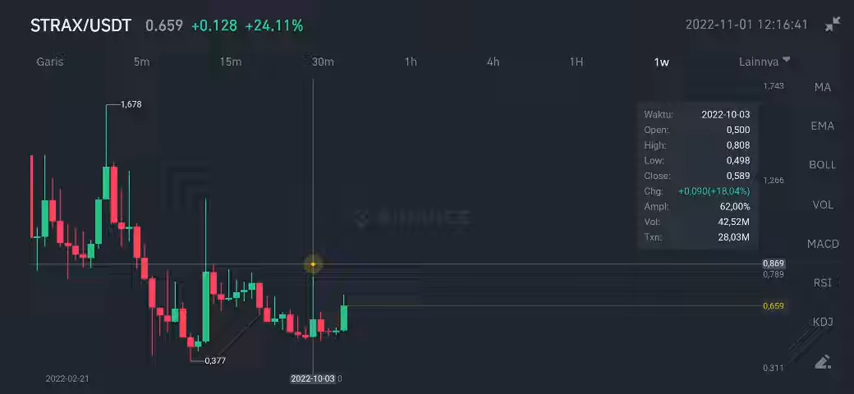 STRAX/USDT 0.659 +0.128 +24.11% 2022-11-01 12:16:41
Garis 5m 15m 30m 1h 4h 1H 1w Lainnya
1,743
MA
1,678
Waktu: 2022-10-03
Open: 0,500
EMA
High: 0,808
Low: 0,498
BOLL
Close: 0,589
1,266
Chg: +0.090(+18,04%)
Ampl: 62,00%
VOL
Vol: 42,52M
BINANCE
Txn: 28,03M
MACD
0,869
0,789
RSI
0,659
KDJ
0,377
0,311
2022-02-21 2022-10-03